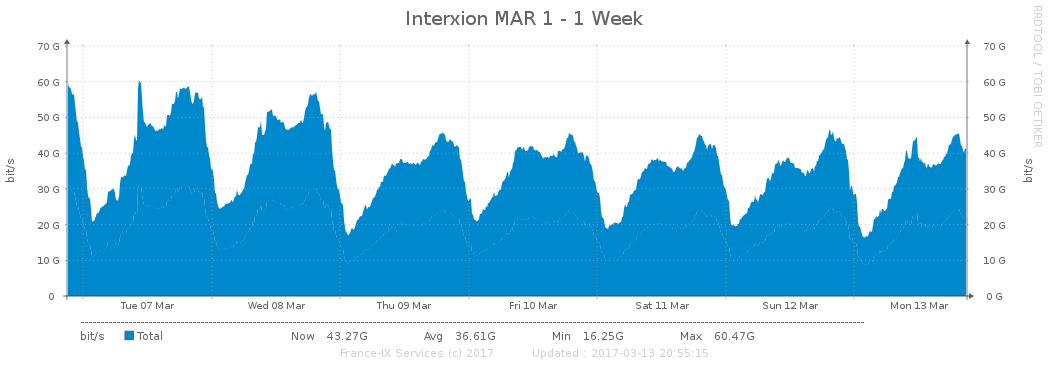 Interxion MAR 1 - 1 Week
RRDTOOL / TOBI OETIKER
bit/s
70 G 70 G
60 G 60 G
50 G 50 G
40 G 40 G
30 G 30 G
20 G 20 G
10 G 10 G
0 0 G
bit/s
Tue 07 Mar Wed 08 Mar Thu 09 Mar Fri 10 Mar Sat 11 Mar Sun 12 Mar Mon 13 Mar
bit/s Total Now 43.27G Avg 36.61G Min 16.25G Max 60.47G
France-IX Services (c) 2017 Updated : 2017-03-13 20:55:15